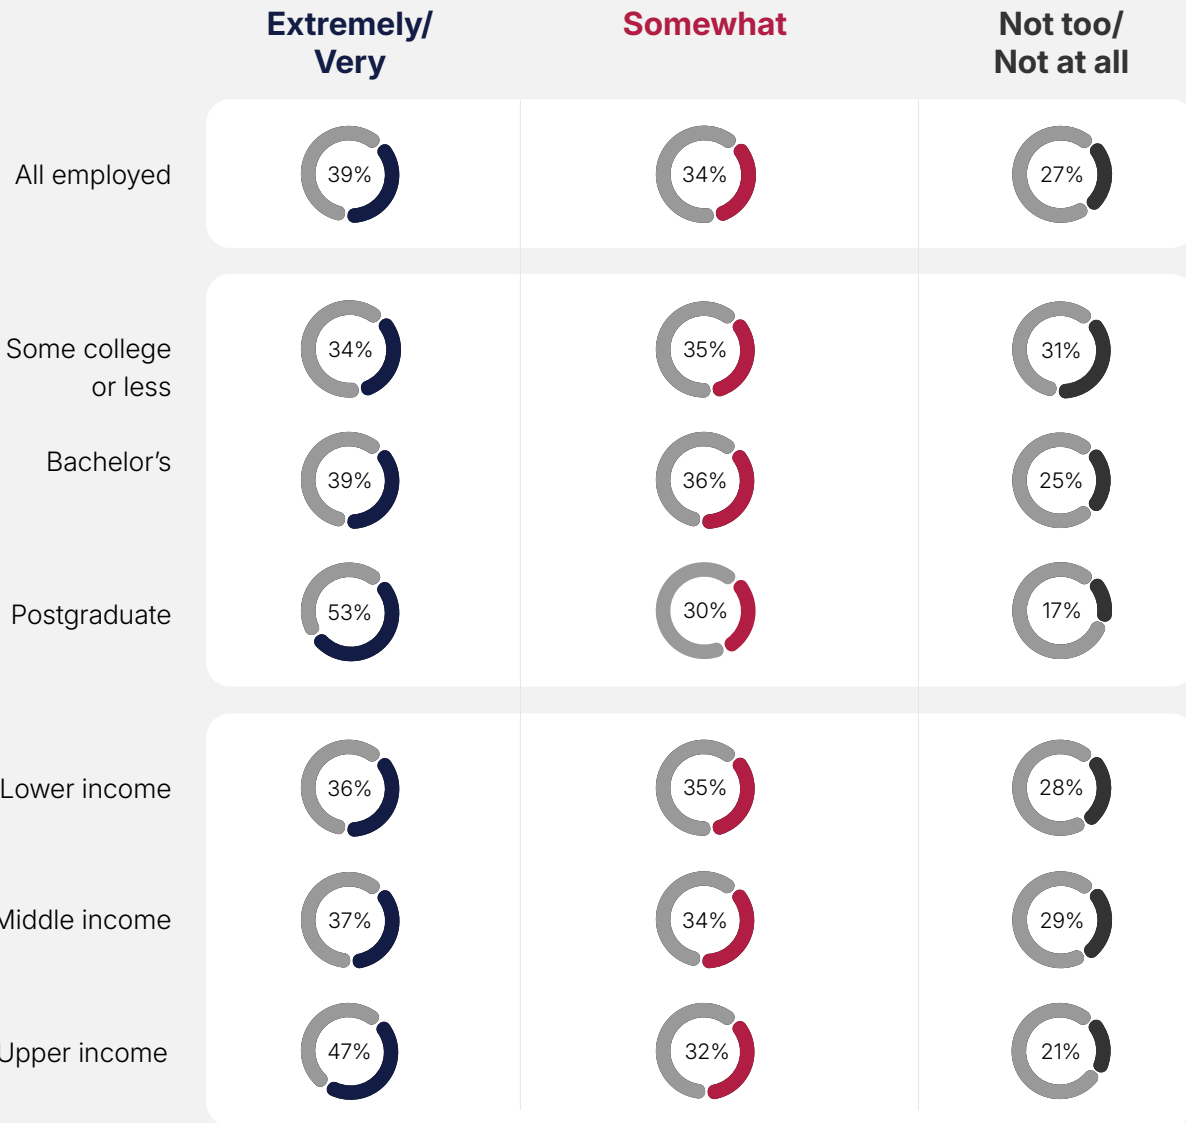 Extremely/
Very
Somewhat
Not too/
Not at all
All employed
39%
34%
27%
Some college
or less
34%
35%
31%
Bachelor’s
39%
36%
25%
Postgraduate
53%
30%
17%
Lower income
36%
35%
28%
Middle income
37%
34%
29%
Upper income
47%
32%
21%